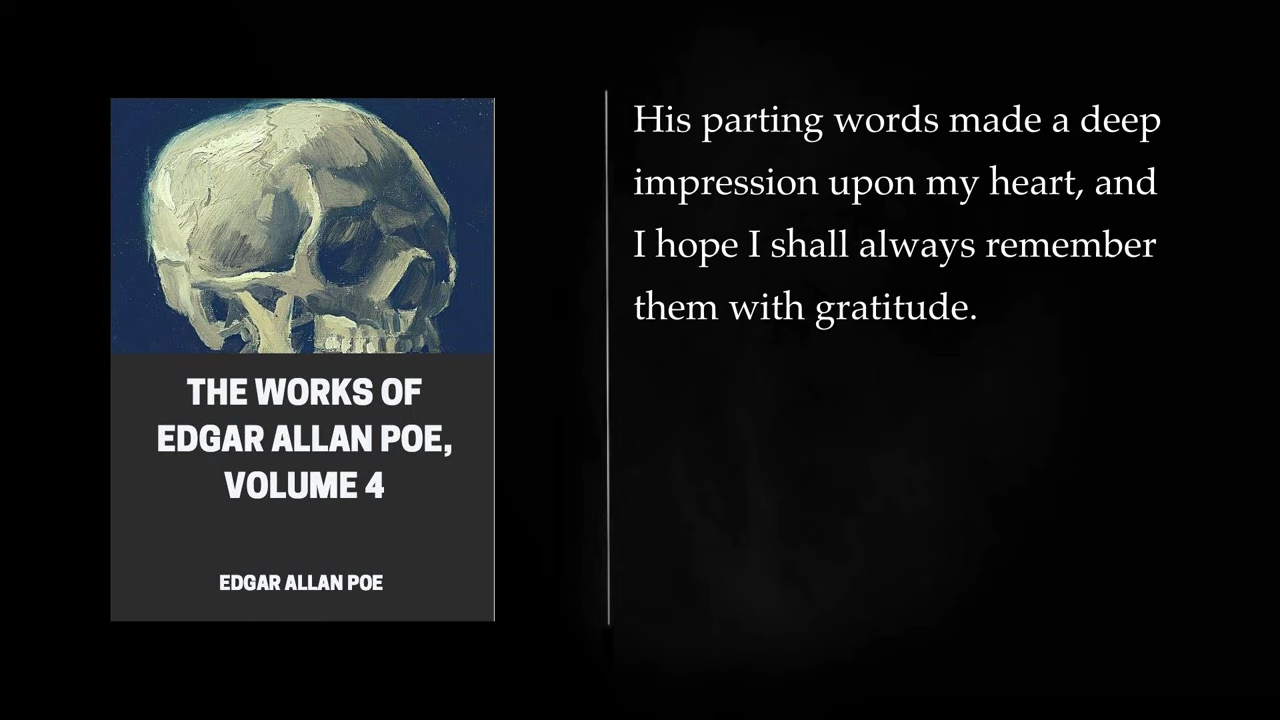 THE WORKS OF
EDGAR ALLAN POE,
VOLUME 4
EDGAR ALLAN POE
His parting words made a deep
impression upon my heart, and
I hope I shall always remember
them with gratitude.